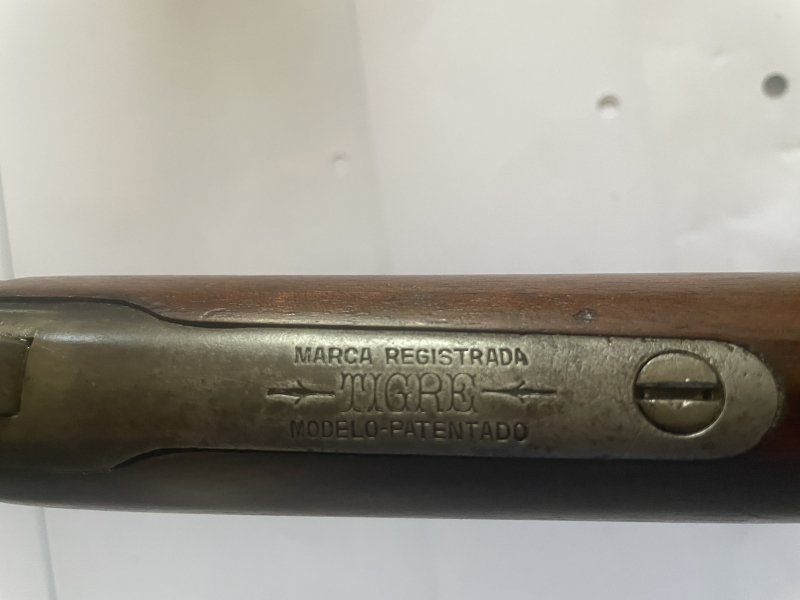 MARCA REGISTRADA
TIGRE
MODELO-PATENTADO